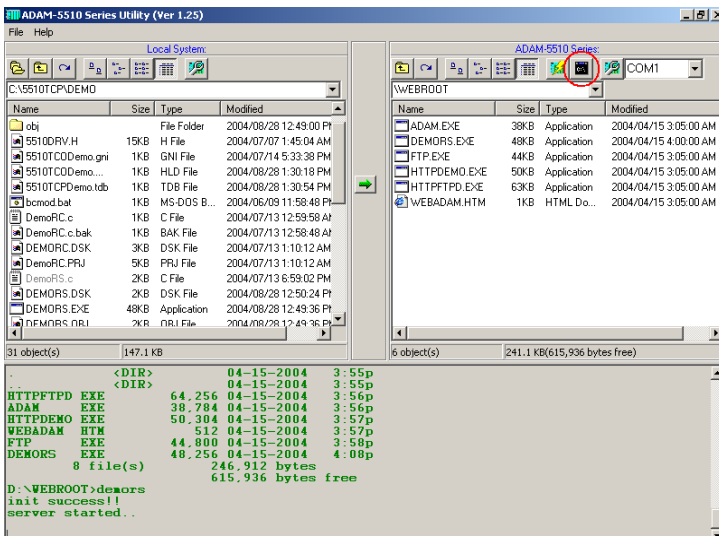 ADAM-5510 Series Utility (Ver 1.25)
File Help
Local System:
ADAM-5510 Series:
COM1
C:\5510TCP\DEMO
\WEBROOT
Name Size Type Modified
obj File Folder 2004/08/28 12:49:00 PM
5510DRV.H 15KB H File 2004/07/07 1:45:04 AM
5510TCODemo.gni 1KB GNI File 2004/07/14 5:33:38 PM
5510TCODemo.... 1KB HLD File 2004/08/28 1:30:18 PM
5510TCPDemo.tdb 1KB TDB File 2004/08/28 1:30:54 PM
bcmod.bat 1KB MS-DOS B... 2004/06/09 11:58:48 PM
DemoRC.c 1KB C File 2004/07/13 12:59:58 AM
DemoRC.c.bak 1KB BAK File 2004/07/13 12:58:48 AM
DEMORC.DSK 3KB DSK File 2004/07/13 1:10:12 AM
DemoRC.PRJ 5KB PRJ File 2004/07/13 1:10:12 AM
DemoRS.c 2KB C File 2004/07/13 6:59:02 PM
DEMORS.DSK 2KB DSK File 2004/08/28 12:50:24 PM
DEMORS.EXE 48KB Application 2004/08/28 12:49:36 PM
DEMORS.OBJ 2KB OBJ File 2004/08/28 12:49:36 PM
Name Size Type Modified
ADAM.EXE 38KB Application 2004/04/15 3:05:00 AM
DEMORS.EXE 48KB Application 2004/04/15 4:00:00 AM
FTP.EXE 44KB Application 2004/04/15 3:05:00 AM
HTTPDEMO.EXE 50KB Application 2004/04/15 3:05:00 AM
HTTPFTPD.EXE 63KB Application 2004/04/15 3:05:00 AM
WEBADAM.HTM 1KB HTML Do... 2004/04/15 3:05:00 AM
31 object(s) 147.1 KB
6 object(s) 241.1 KB(615,936 bytes free)
. <DIR> 04-15-2004 3:55p
.. <DIR> 04-15-2004 3:55p
HTTPFTPD EXE 64,256 04-15-2004 3:56p
ADAM EXE 38,784 04-15-2004 3:56p
HTTPDEMO EXE 50,304 04-15-2004 3:57p
WEBADAM HTM 512 04-15-2004 3:57p
FTP EXE 44,800 04-15-2004 3:58p
DEMORS EXE 48,256 04-15-2004 4:08p
8 file(s) 246,912 bytes
615,936 bytes free
D:\WEBROOT>demors
init success!!
server started..